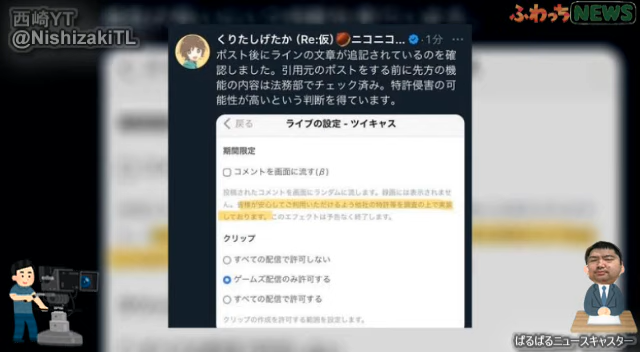 西崎YT
@NishizakiTL
ふわっちNEWS
くりたしげたか（Re:仮）🏀ニコニコ… ・1分
ポスト後にラインの文章が追記されているのを確
認しました。引用元のポストをする前に先方の機
能の内容は法務部でチェック済み。特許侵害の可
能性が高いという判断を得ています。
戻る
ライブの設定 - ツイキャス
期間限定
コメントを画面に流す(β)
投稿されたコメントを画面にランダムに流します。録画には表示されませ
ん。皆様が安心してご利用いただけるよう他社の特許等を調査の上で実装
しております。このエフェクトは予告なく終了します。
クリップ
すべての配信で許可しない
ゲームズ配信のみ許可する
すべての配信で許可する
クリップの作成を許可する範囲を設定します。
ぱるぱるニュースキャスター